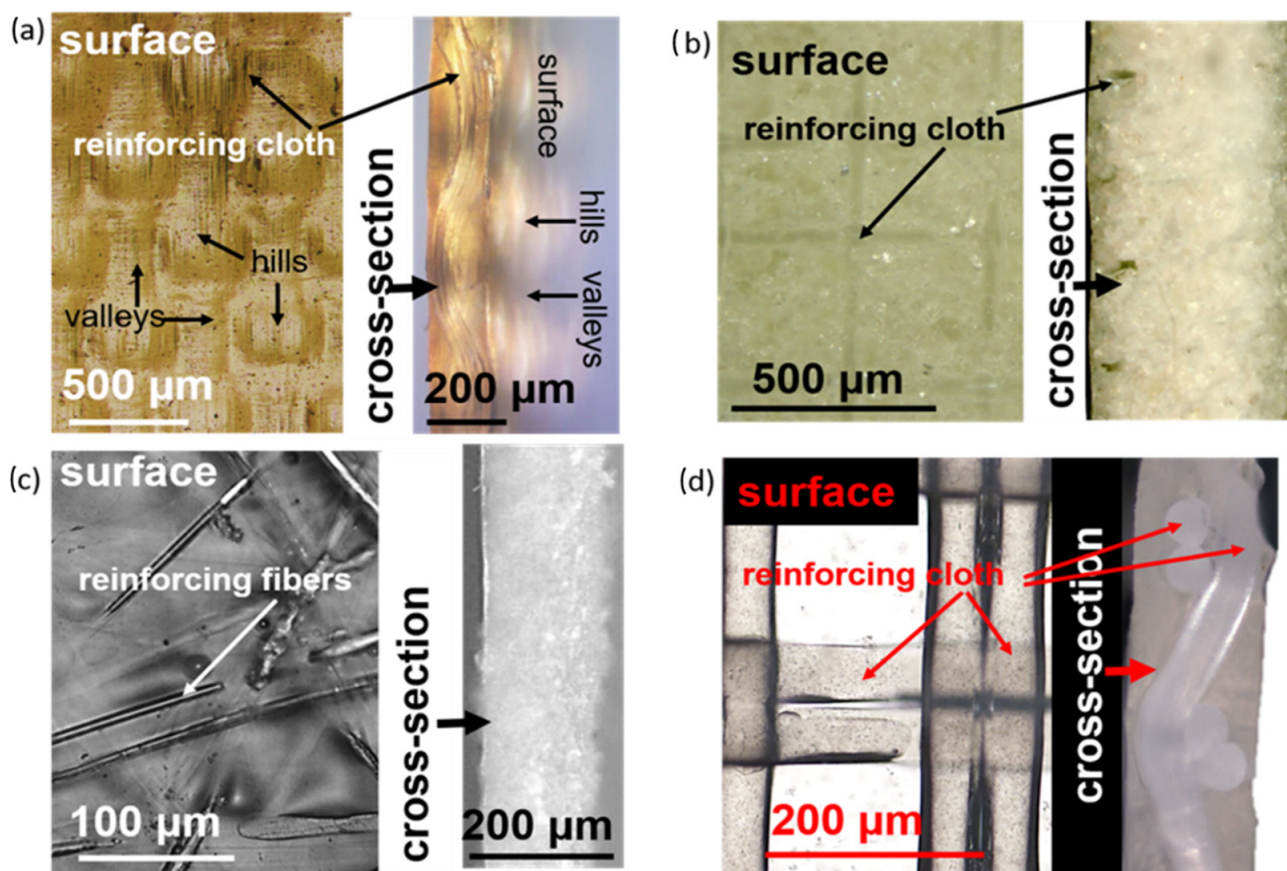 (a)
surface
reinforcing cloth
hills
valleys
500 µm
cross-section
surface
hills
valleys
200 µm
(b)
surface
reinforcing cloth
500 µm
cross-section
(c)
surface
reinforcing fibers
100 µm
cross-section
200 µm
(d)
surface
reinforcing cloth
200 µm
cross-section